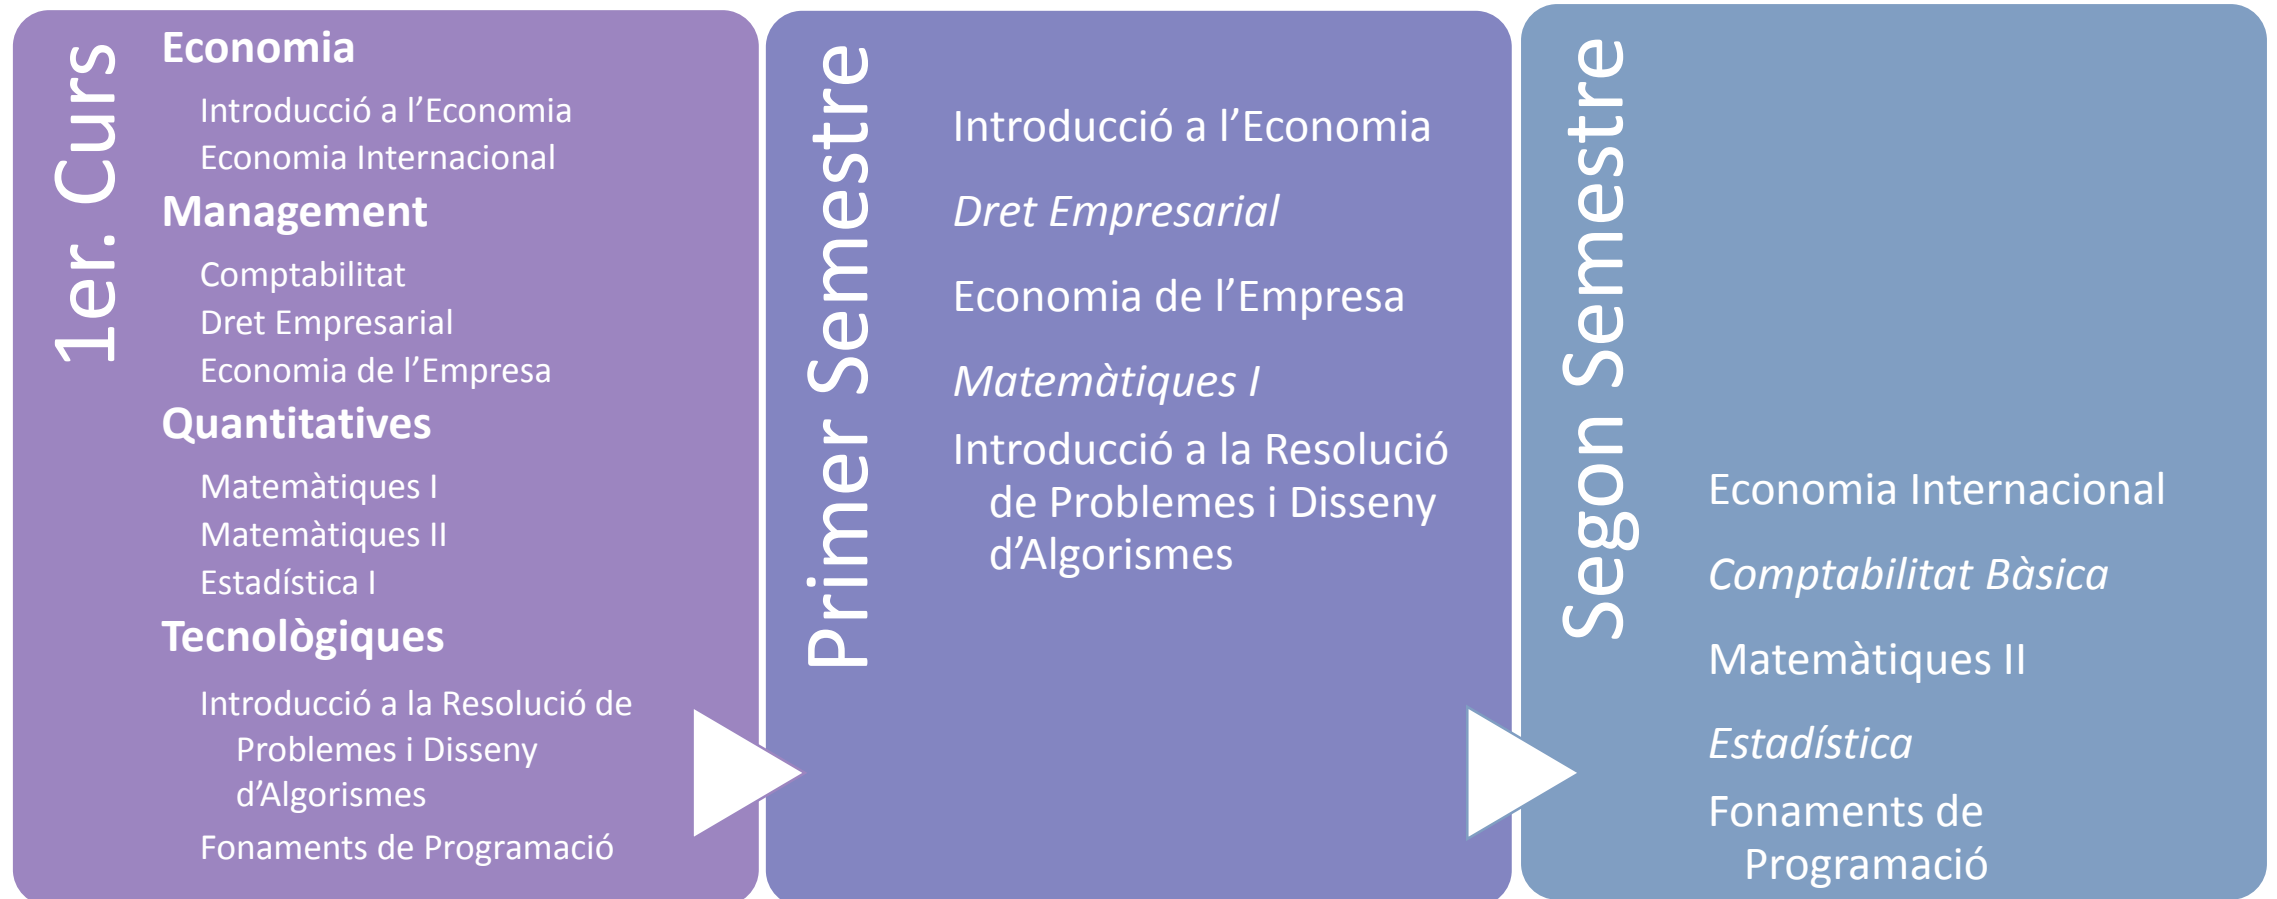 1er. Curs
Economia
Introducció a l’Economia
Economia Internacional
Management
Comptabilitat
Dret Empresarial
Economia de l’Empresa
Quantitatives
Matemàtiques I
Matemàtiques II
Estadística I
Tecnològiques
Introducció a la Resolució de
Problemes i Disseny
d’Algorismes
Fonaments de Programació
Primer Semestre
Introducció a l’Economia
Dret Empresarial
Economia de l’Empresa
Matemàtiques I
Introducció a la Resolució
de Problemes i Disseny
d’Algorismes
Segon Semestre
Economia Internacional
Comptabilitat Bàsica
Matemàtiques II
Estadística
Fonaments de
Programació